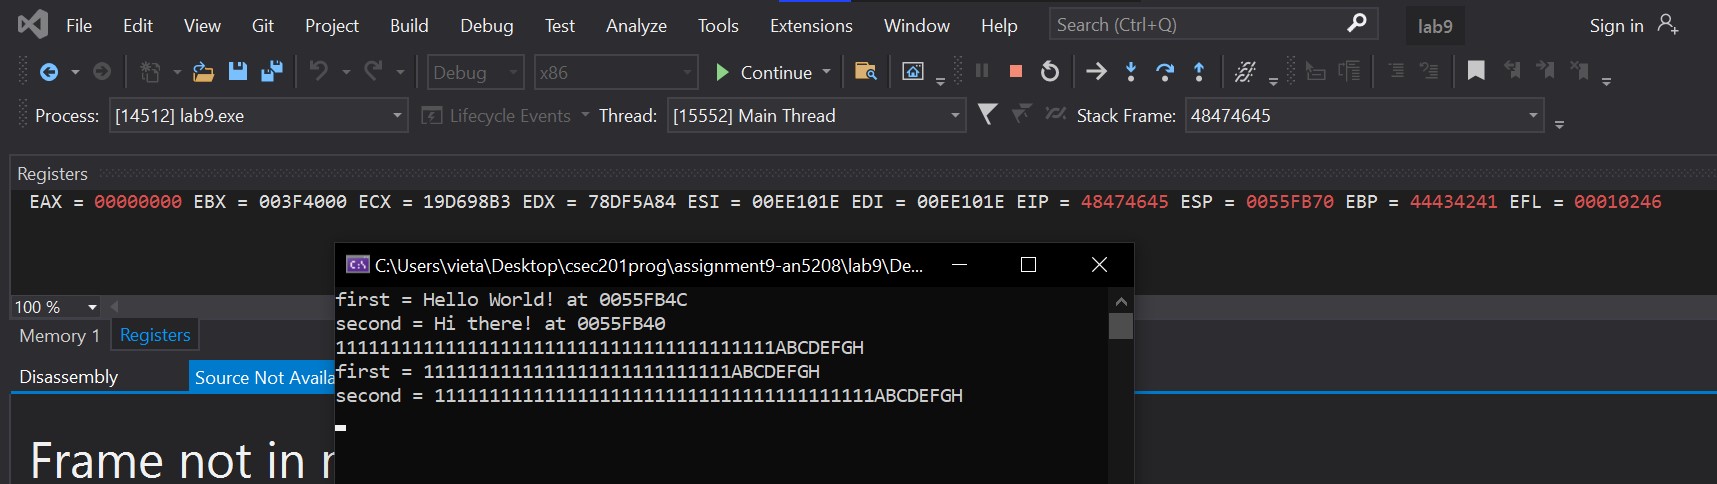 File Edit View Git Project Build Debug Test Analyze Tools Extensions Window Help Search (Ctrl+Q) lab9 Sign in
Debug x86 Continue
Process: [14512] lab9.exe Lifecycle Events Thread: [15552] Main Thread Stack Frame: 48474645
Registers
EAX = 00000000 EBX = 003F4000 ECX = 19D698B3 EDX = 78DF5A84 ESI = 00EE101E EDI = 00EE101E EIP = 48474645 ESP = 0055FB70 EBP = 44434241 EFL = 00010246
C:\Users\vieta\Desktop\csec201prog\assignment9-an5208\lab9\De...
first = Hello World! at 0055FB4C
second = Hi there! at 0055FB40
1111111111111111111111111111111111111111ABCDEFGH
first = 1111111111111111111111111111ABCDEFGH
second = 1111111111111111111111111111111111111111ABCDEFGH
100 %
Memory 1 Registers
Disassembly Source Not Availa
Frame not in